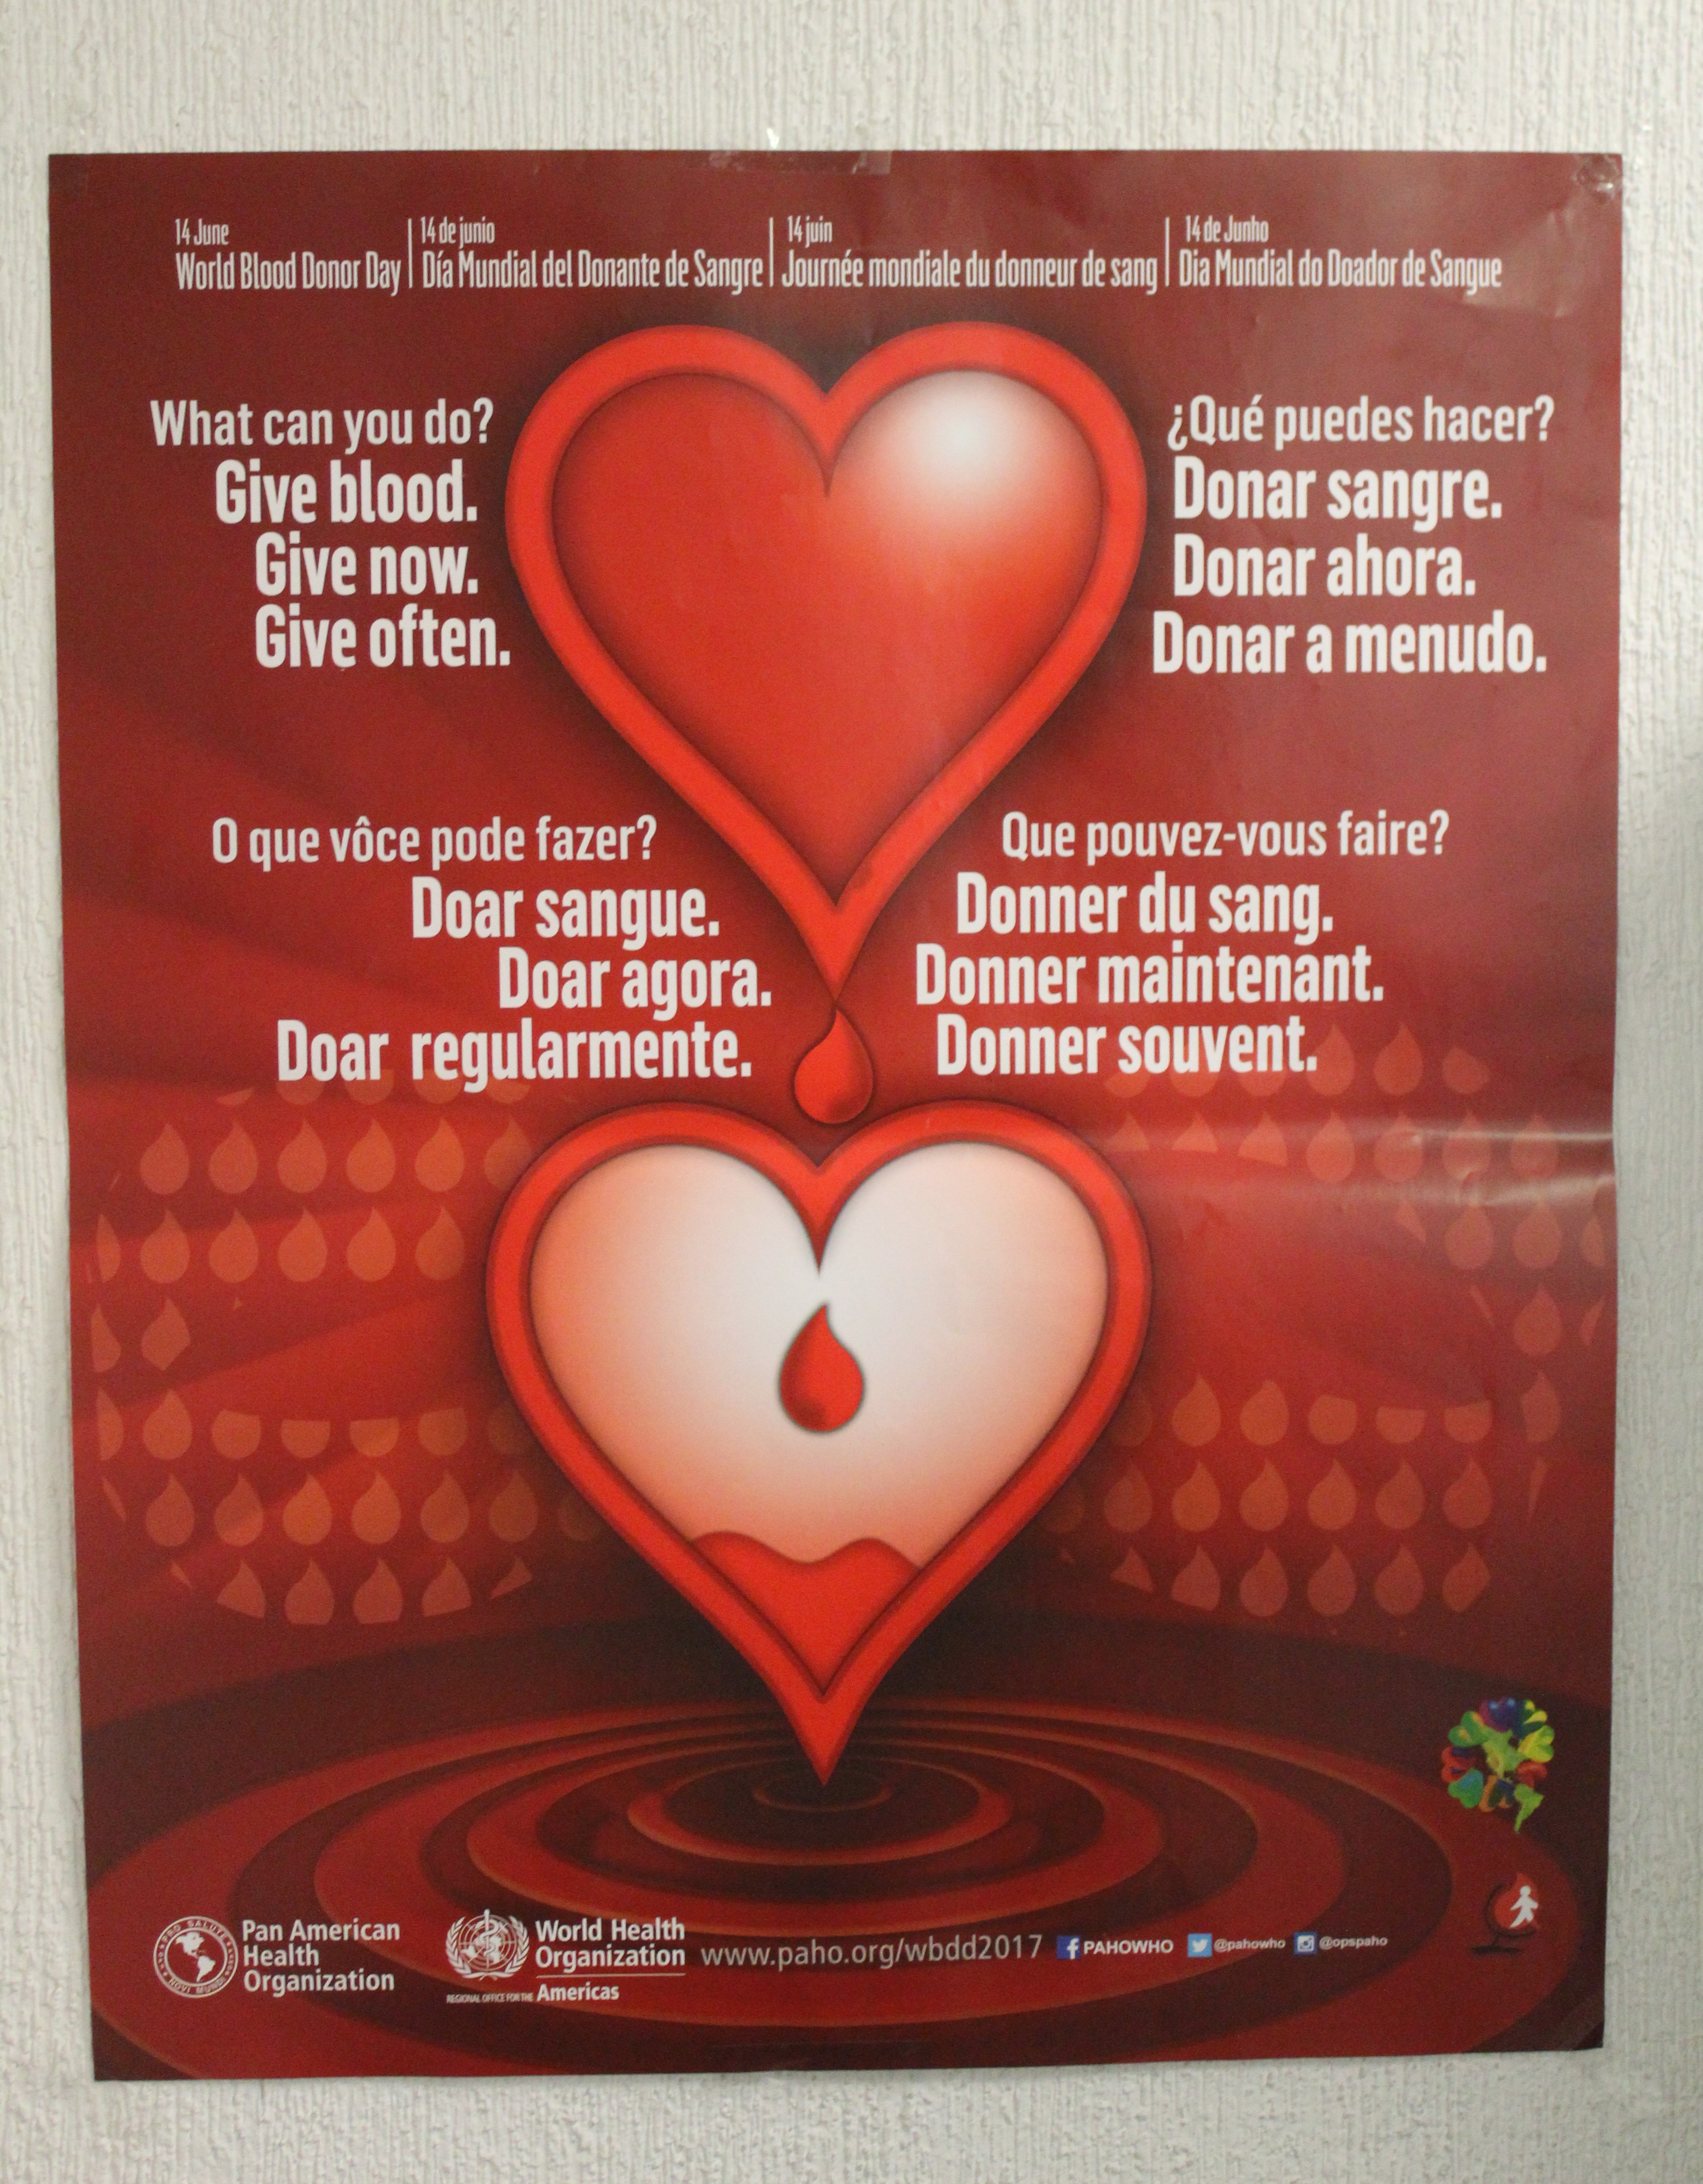 14 June
World Blood Donor Day
14 de junio
Día Mundial del Donante de Sangre
14 juin
Journée mondiale du donneur de sang
14 de Junho
Dia Mundial do Doador de Sangue
What can you do?
Give blood.
Give now.
Give often.
¿Qué puedes hacer?
Donar sangre.
Donar ahora.
Donar a menudo.
O que vôce pode fazer?
Doar sangue.
Doar agora.
Doar regularmente.
Que pouvez-vous faire?
Donner du sang.
Donner maintenant.
Donner souvent.
PRO SALUTE
NOVI MUNDI
Pan American
Health
Organization
World Health
Organization
REGIONAL OFFICE FOR THE Americas
www.paho.org/wbdd2017
f PAHOWHO
@pahowho
@opspaho